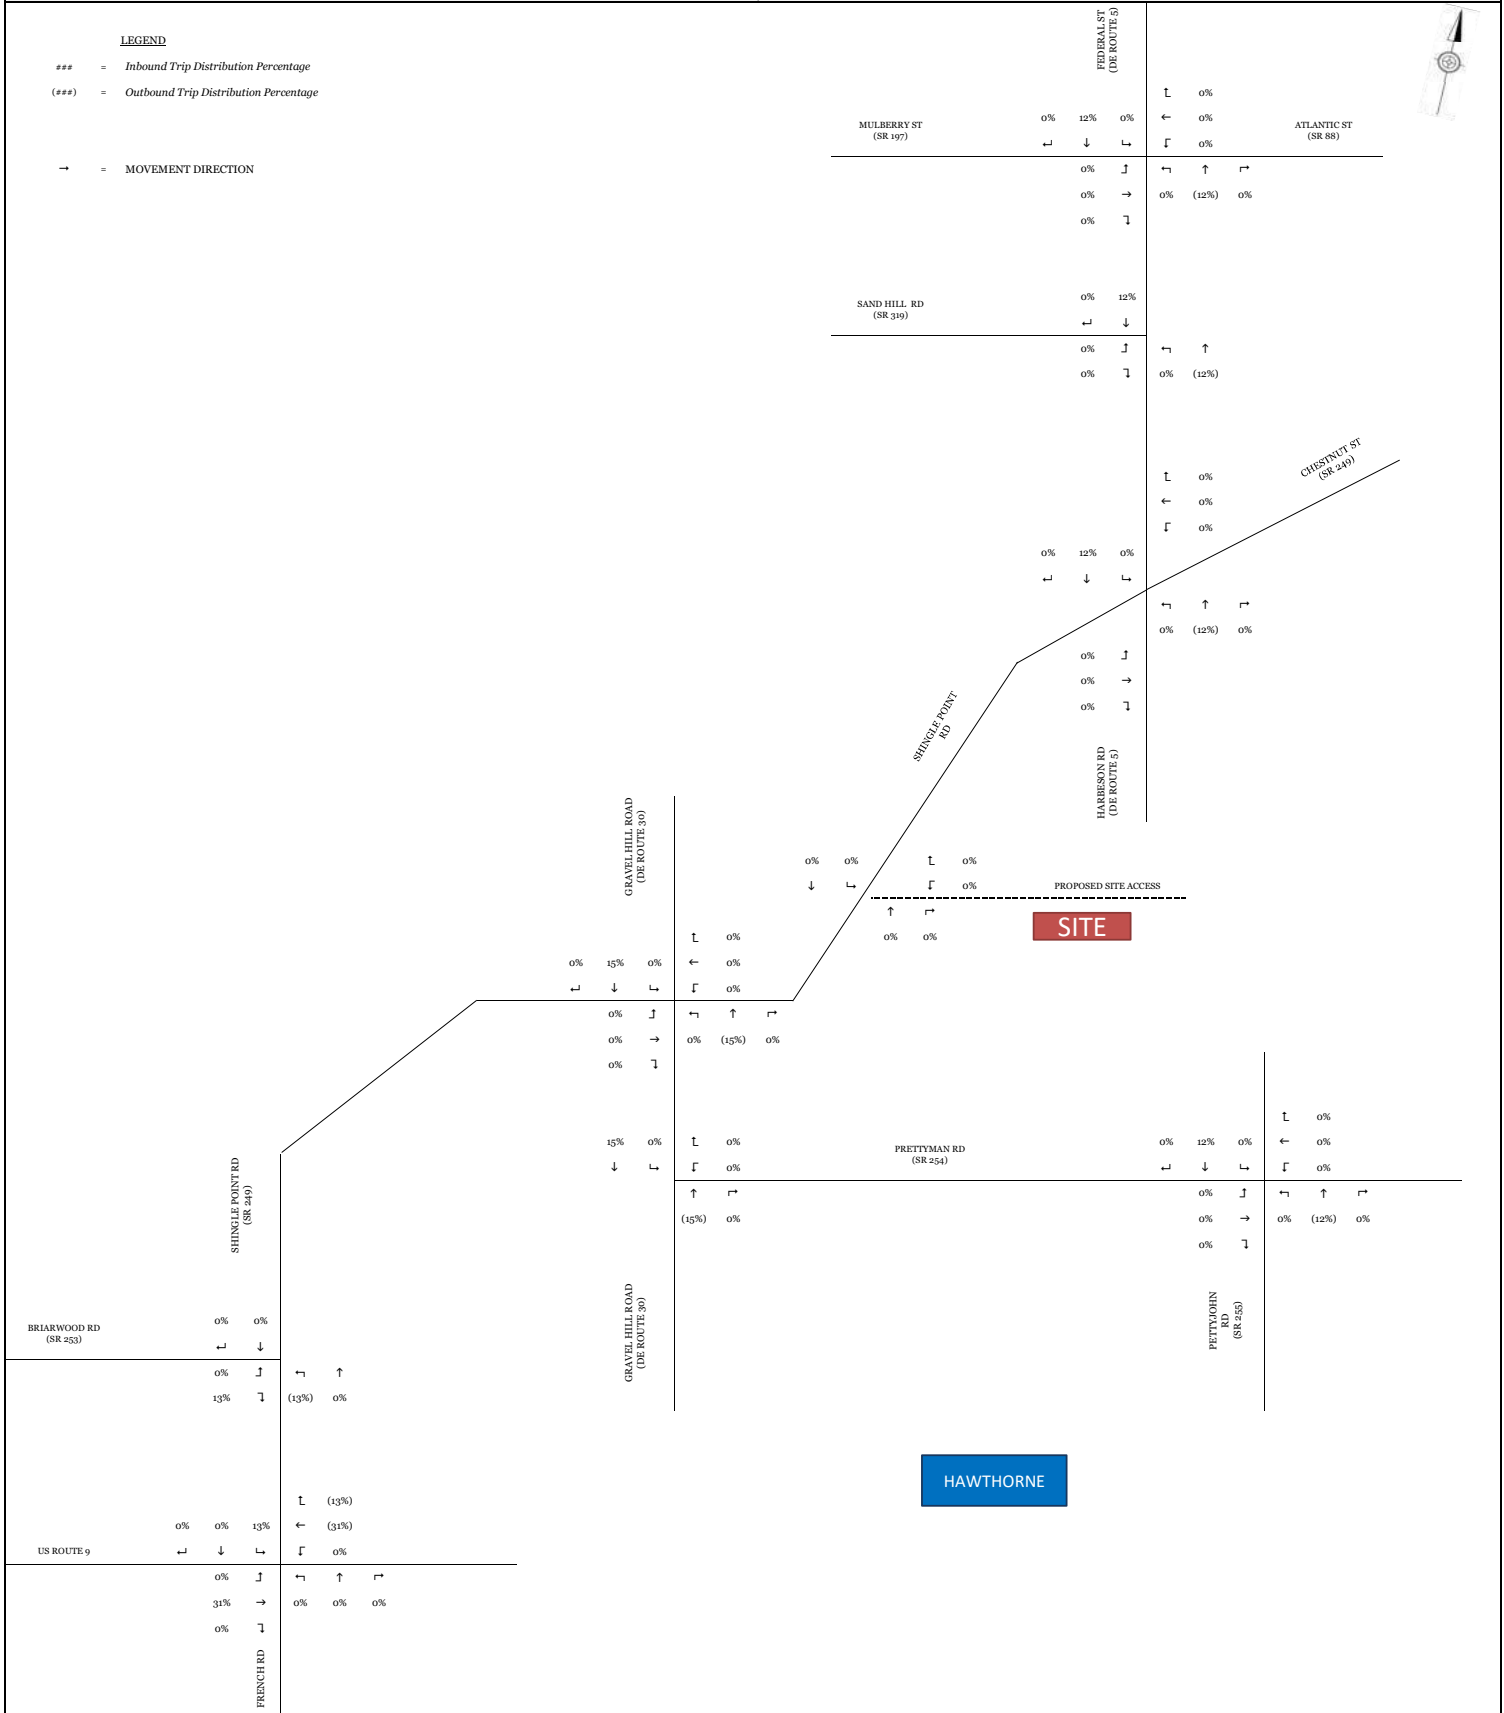 LEGEND
### = Inbound Trip Distribution Percentage
(###) = Outbound Trip Distribution Percentage
→ = MOVEMENT DIRECTION
FEDERAL ST
(DE ROUTE 5)
MULBERRY ST
(SR 197)
ATLANTIC ST
(SR 88)
↰ 0%
0% 12% 0% ← 0%
↵ ↓ ↳ ↲ 0%
0% ↥ ↰ ↑ ↱
0% → 0% (12%) 0%
0% ↴
SAND HILL RD
(SR 319)
0% 12%
↵ ↓
0% ↥ ↰ ↑
0% ↴ 0% (12%)
CHESTNUT ST
(SR 249)
↰ 0%
← 0%
↲ 0%
0% 12% 0%
↵ ↓ ↳
↰ ↑ ↱
0% (12%) 0%
0% ↥
0% →
0% ↴
SHINGLE POINT
RD
HARBESON RD
(DE ROUTE 5)
GRAVEL HILL ROAD
(DE ROUTE 30)
0% 0% ↰ 0%
↓ ↳ ↲ 0%
PROPOSED SITE ACCESS
↑ ↱
0% 0%
SITE
↰ 0%
0% 15% 0% ← 0%
↵ ↓ ↳ ↲ 0%
0% ↥ ↰ ↑ ↱
0% → 0% (15%) 0%
0% ↴
15% 0% ↰ 0%
↓ ↳ ↲ 0%
↑ ↱
(15%) 0%
PRETTYMAN RD
(SR 254)
↰ 0%
0% 12% 0% ← 0%
↵ ↓ ↳ ↲ 0%
0% ↥ ↰ ↑ ↱
0% → 0% (12%) 0%
0% ↴
SHINGLE POINT RD
(SR 249)
GRAVEL HILL ROAD
(DE ROUTE 30)
PETTYJOHN
RD
(SR 255)
BRIARWOOD RD
(SR 253)
0% 0%
↵ ↓
0% ↥ ↰ ↑
13% ↴ (13%) 0%
HAWTHORNE
↰ (13%)
0% 0% 13% ← (31%)
US ROUTE 9 ↵ ↓ ↳ ↲ 0%
0% ↥ ↰ ↑ ↱
31% → 0% 0% 0%
0% ↴
FRENCH RD